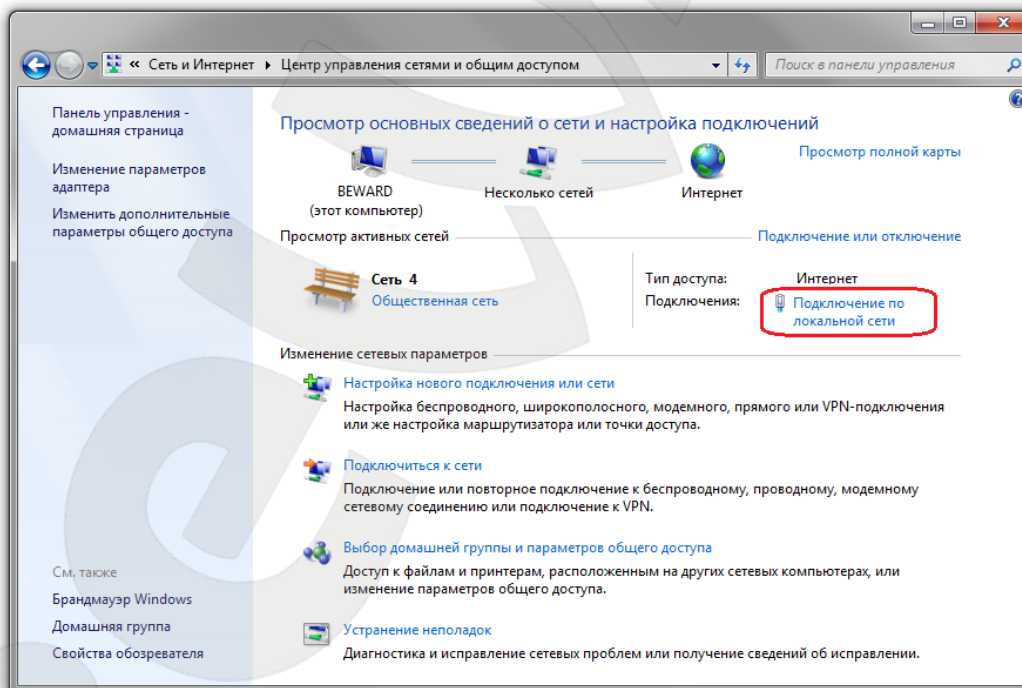 « Сеть и Интернет ▸ Центр управления сетями и общим доступом
Поиск в панели управления
Панель управления -
домашняя страница
Изменение параметров
адаптера
Изменить дополнительные
параметры общего доступа
Просмотр основных сведений о сети и настройка подключений
Просмотр полной карты
BEWARD
(этот компьютер)
Несколько сетей
Интернет
Просмотр активных сетей
Подключение или отключение
Сеть 4
Общественная сеть
Тип доступа: Интернет
Подключения: Подключение по
локальной сети
Изменение сетевых параметров
Настройка нового подключения или сети
Настройка беспроводного, широкополосного, модемного, прямого или VPN-подключения
или же настройка маршрутизатора или точки доступа.
Подключиться к сети
Подключение или повторное подключение к беспроводному, проводному, модемному
сетевому соединению или подключение к VPN.
Выбор домашней группы и параметров общего доступа
Доступ к файлам и принтерам, расположенным на других сетевых компьютерах, или
изменение параметров общего доступа.
Устранение неполадок
Диагностика и исправление сетевых проблем или получение сведений об исправлении.
См. также
Брандмауэр Windows
Домашняя группа
Свойства обозревателя